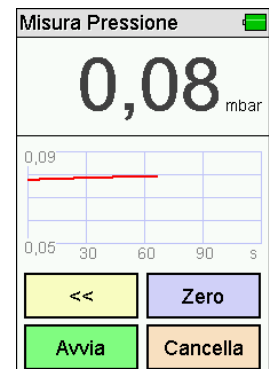 Misura Pressione
0,08 mbar
0,09
0,05 30 60 90 s
<< Zero
Avvia Cancella